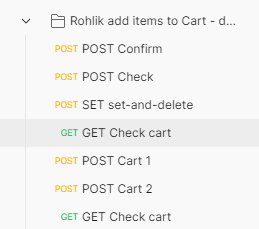 Rohlik add items to Cart - d...
POST POST Confirm
POST POST Check
POST SET set-and-delete
GET GET Check cart
POST POST Cart 1
POST POST Cart 2
GET GET Check cart